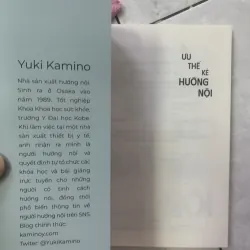 Yuki Kamino
Nhà sản xuất hướng nội.
Sinh ra ở Osaka vào
năm 1989. Tốt nghiệp
Khoa Khoa học sức khỏe,
trường Y Đại học Kobe.
Khi làm việc tại một nhà
sản xuất thiết bị y tế,
anh nhận ra mình là
người hướng nội và
quyết định tự tổ chức các
khóa học và bài giảng
trực tuyến cho những
người có tính cách
hướng nội, đồng thời
phổ biến thông tin về
người hướng nội trên SNS.
Blog chính thức:
kaminoyy.com
Twitter: @YukiIkamino
ƯU
THẾ
KẺ
HƯỚNG
NỘI